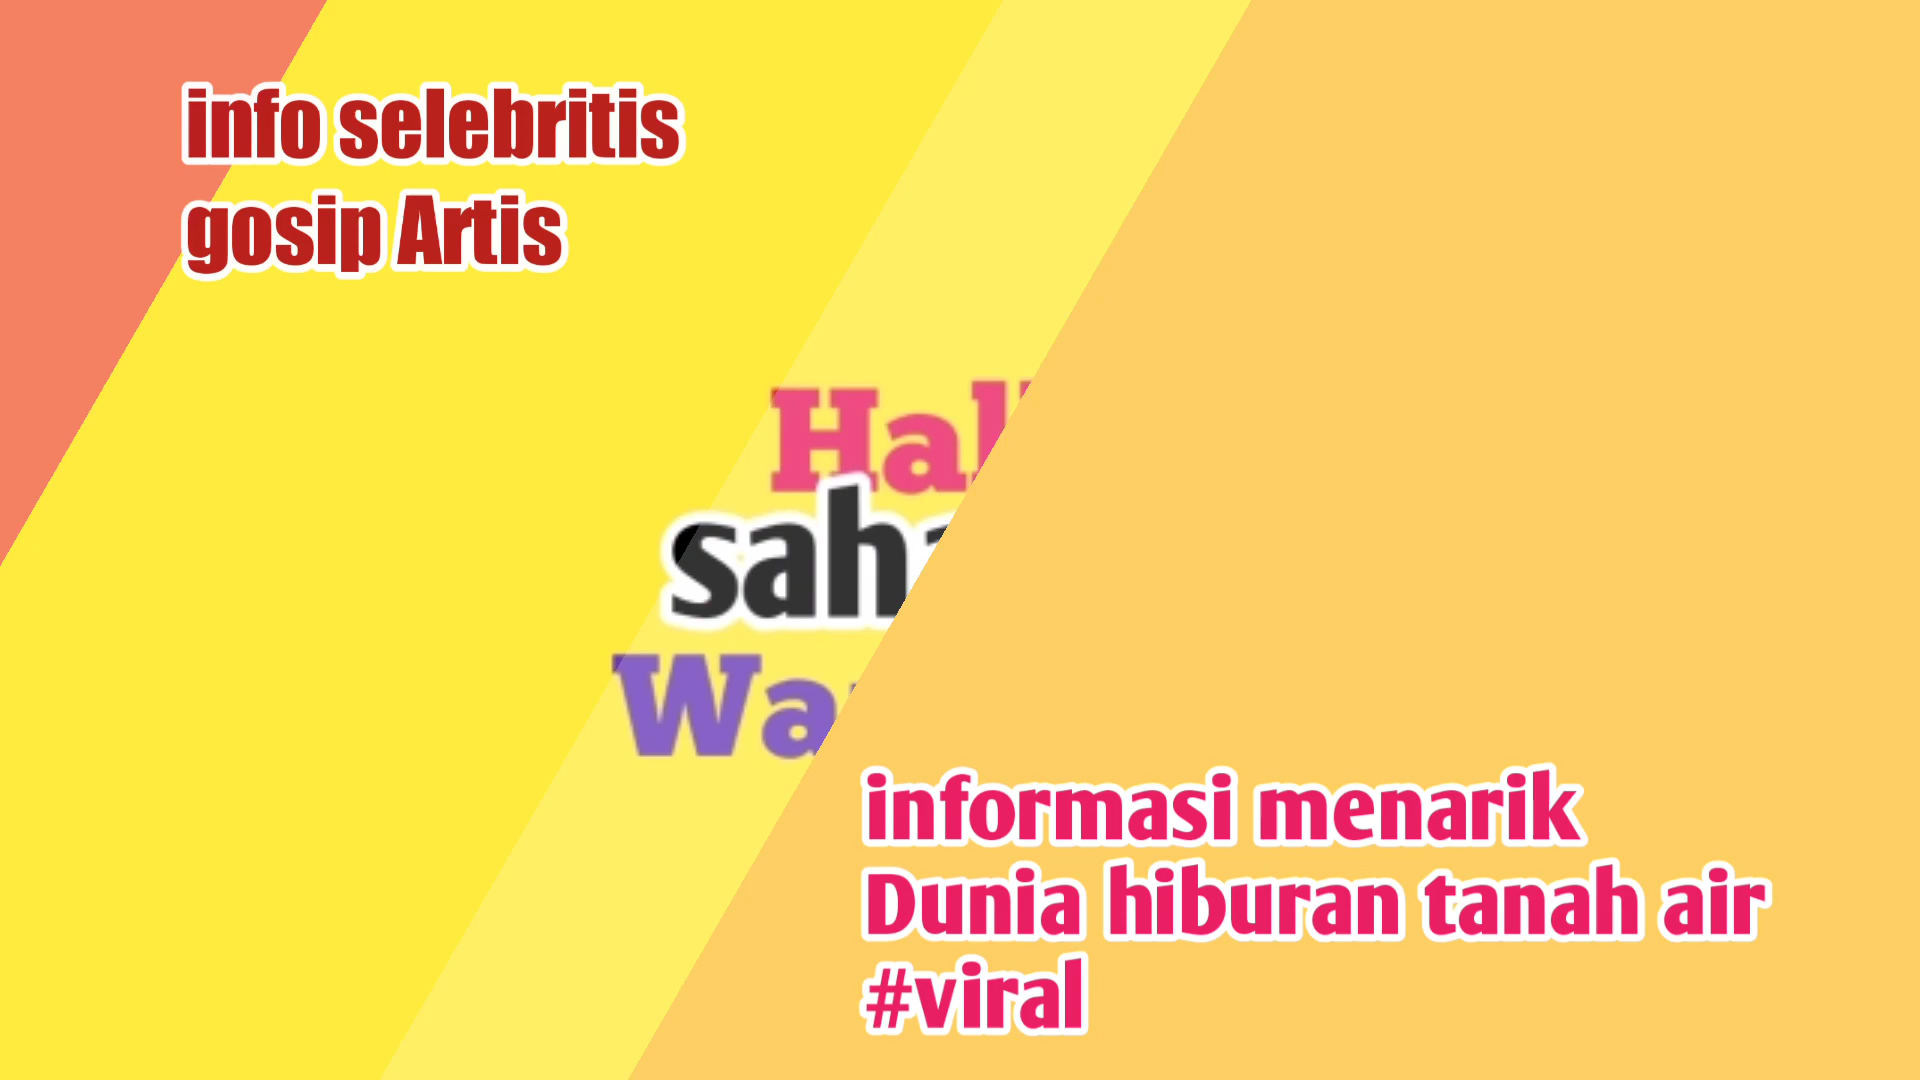 info selebritis
gosip Artis
informasi menarik
Dunia hiburan tanah air
#viral